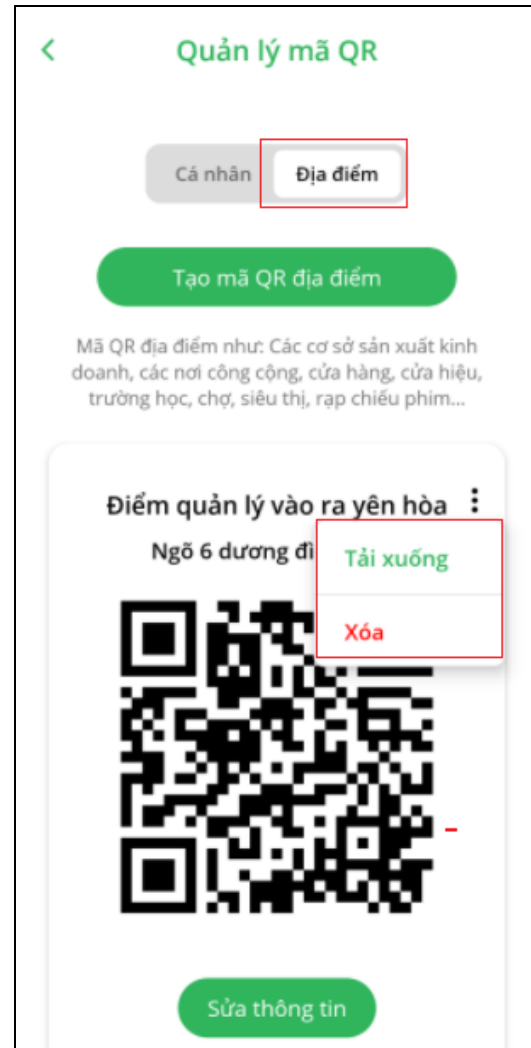 Quản lý mã QR
Cá nhân Địa điểm
Tạo mã QR địa điểm
Mã QR địa điểm như: Các cơ sở sản xuất kinh
doanh, các nơi công cộng, cửa hàng, cửa hiệu,
trường học, chợ, siêu thị, rạp chiếu phim...
Điểm quản lý vào ra yên hòa
Ngõ 6 dương
Tải xuống
Xóa
Sửa thông tin